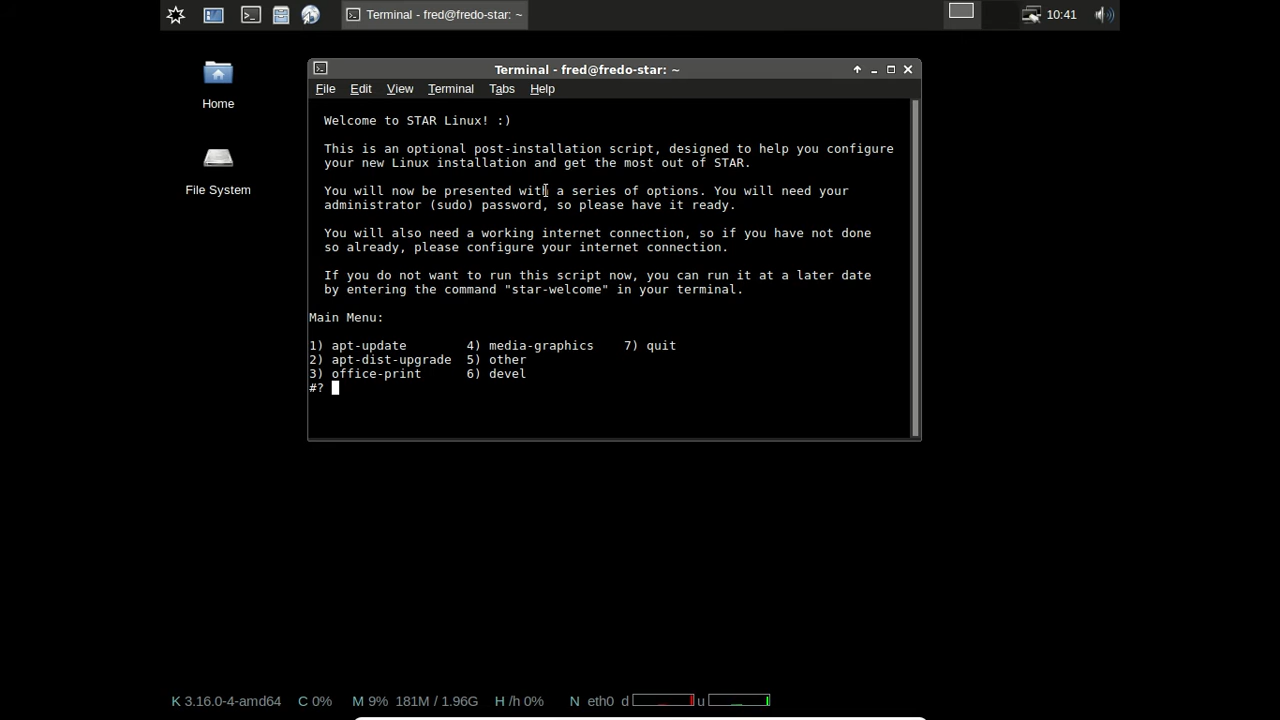 Terminal - fred@fredo-star: ~
10:41
Home
File System
Terminal - fred@fredo-star: ~
File Edit View Terminal Tabs Help
Welcome to STAR Linux! :)
This is an optional post-installation script, designed to help you configure
your new Linux installation and get the most out of STAR.
You will now be presented with a series of options. You will need your
administrator (sudo) password, so please have it ready.
You will also need a working internet connection, so if you have not done
so already, please configure your internet connection.
If you do not want to run this script now, you can run it at a later date
by entering the command "star-welcome" in your terminal.
Main Menu:
1) apt-update 4) media-graphics 7) quit
2) apt-dist-upgrade 5) other
3) office-print 6) devel
#?
K 3.16.0-4-amd64 C 0% M 9% 181M / 1.96G H /h 0% N eth0 d u